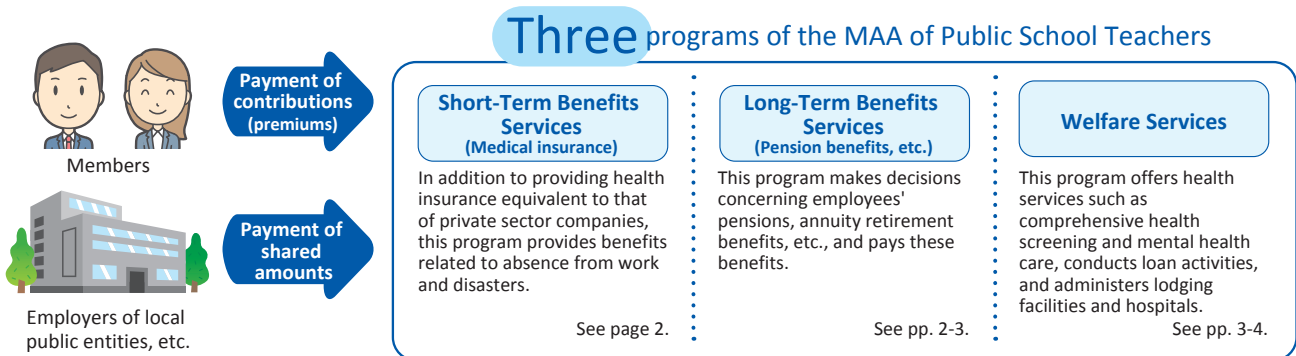 Three programs of the MAA of Public School Teachers
Payment of
contributions
(premiums)
Members
Payment of
shared
amounts
Employers of local
public entities, etc.
Short-Term Benefits
Services
(Medical insurance)
In addition to providing health
insurance equivalent to that
of private sector companies,
this program provides benefits
related to absence from work
and disasters.
See page 2.
Long-Term Benefits
Services
(Pension benefits, etc.)
This program makes decisions
concerning employees'
pensions, annuity retirement
benefits, etc., and pays these
benefits.
See pp. 2-3.
Welfare Services
This program offers health
services such as
comprehensive health
screening and mental health
care, conducts loan activities,
and administers lodging
facilities and hospitals.
See pp. 3-4.